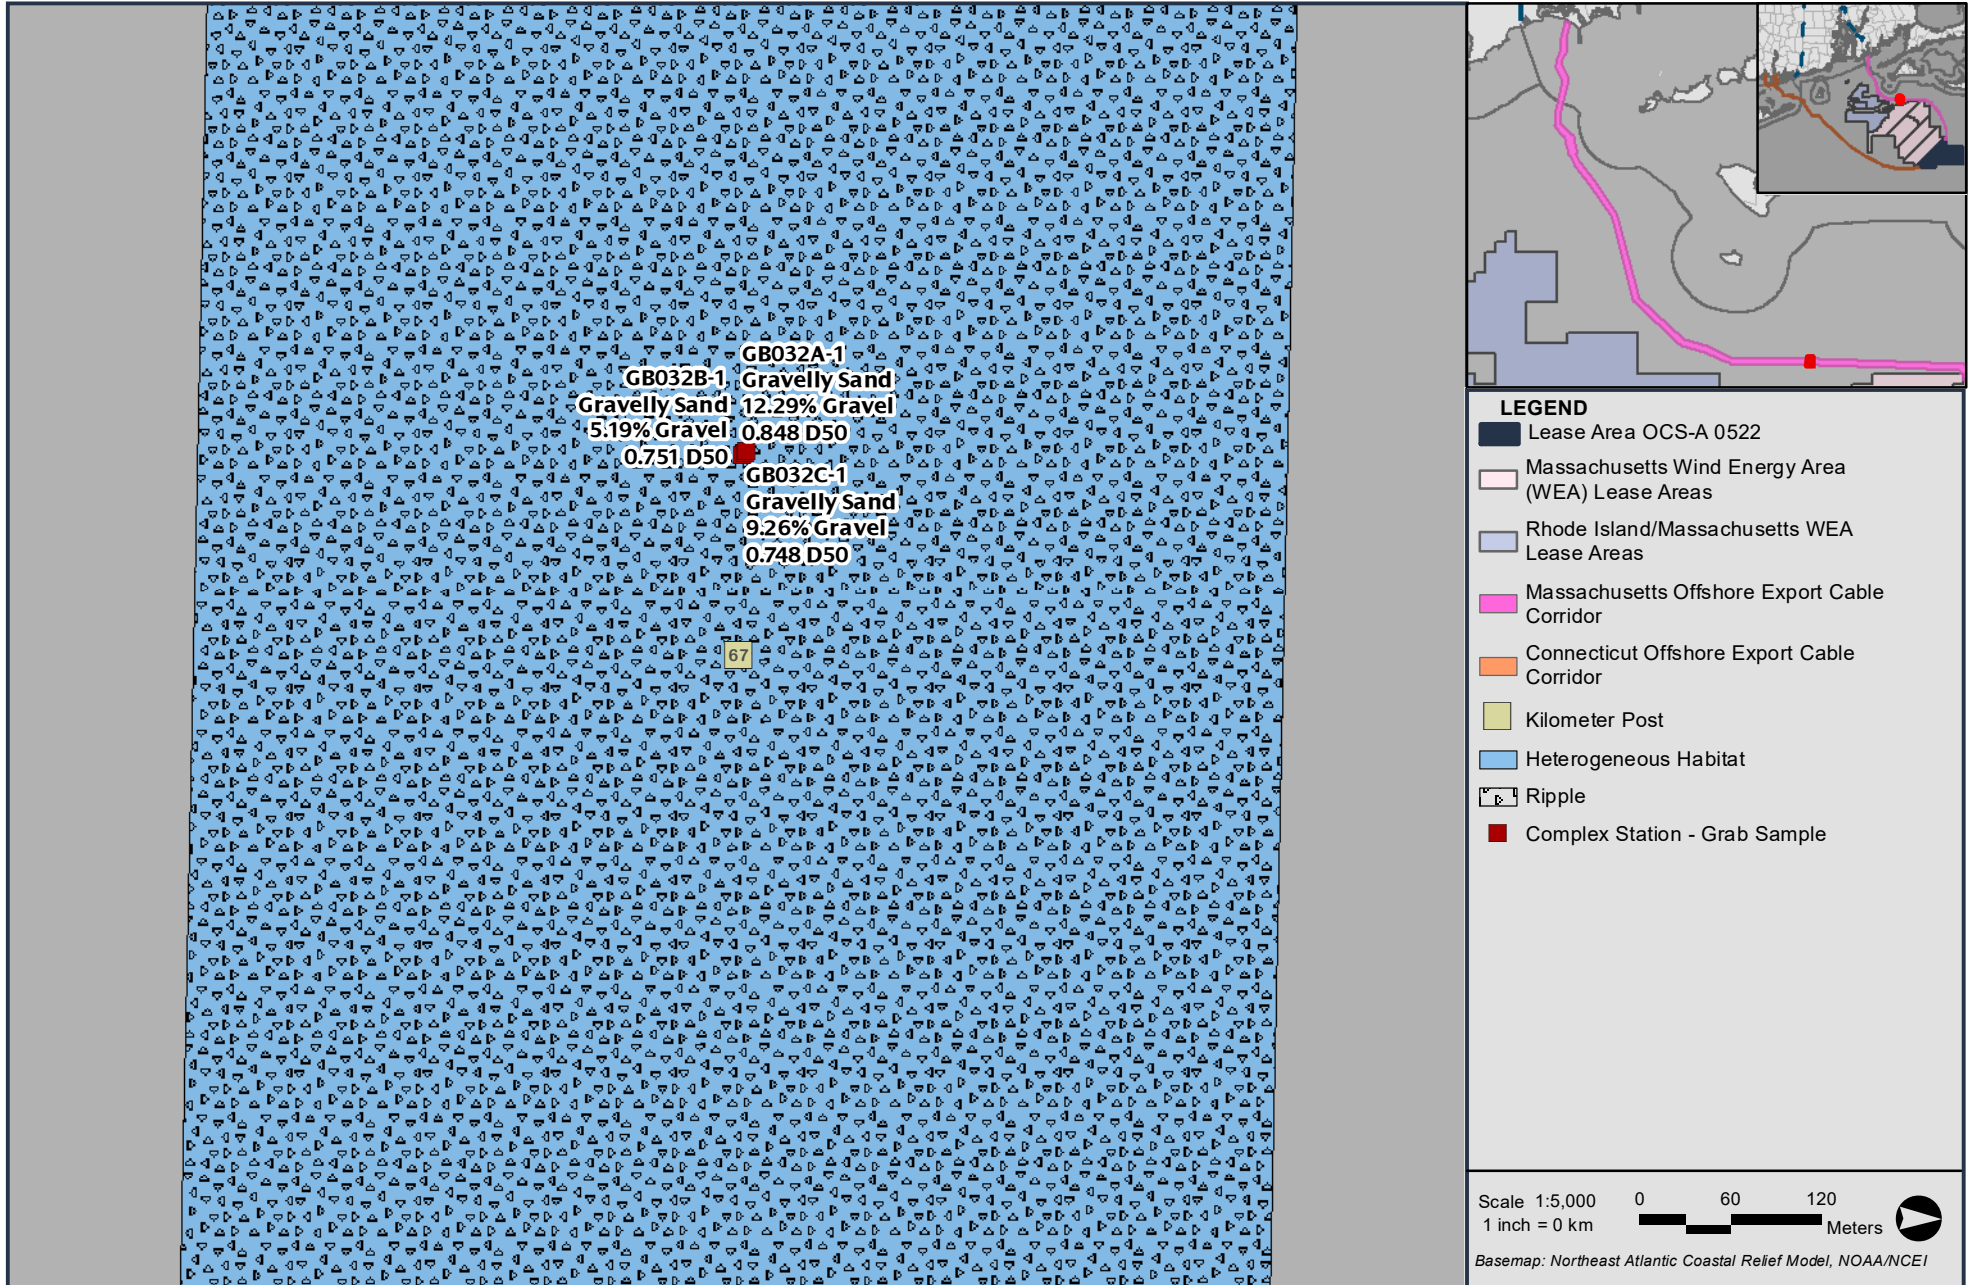 GB032A-1
Gravelly Sand
12.29% Gravel
0.848 D50
GB032B-1
Gravelly Sand
5.19% Gravel
0.751 D50
GB032C-1
Gravelly Sand
9.26% Gravel
0.748 D50
67
LEGEND
Lease Area OCS-A 0522
Massachusetts Wind Energy Area
(WEA) Lease Areas
Rhode Island/Massachusetts WEA
Lease Areas
Massachusetts Offshore Export Cable
Corridor
Connecticut Offshore Export Cable
Corridor
Kilometer Post
Heterogeneous Habitat
Ripple
Complex Station - Grab Sample
Scale 1:5,000
1 inch = 0 km
0 60 120
Meters
Basemap: Northeast Atlantic Coastal Relief Model, NOAA/NCEI